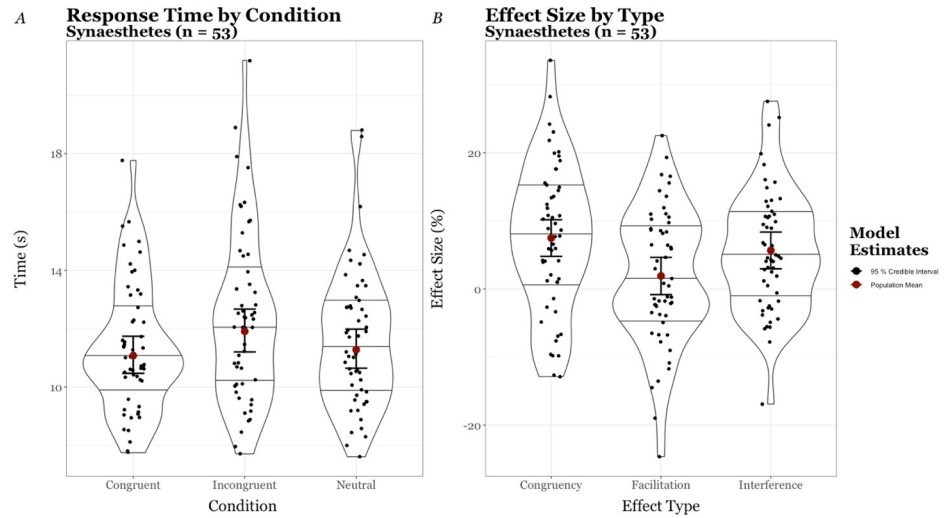 A
Response Time by Condition
Synaesthetes (n = 53)
18
14
10
Time (s)
Congruent
Incongruent
Neutral
Condition
B
Effect Size by Type
Synaesthetes (n = 53)
20
0
-20
Effect Size (%)
Congruency
Facilitation
Interference
Effect Type
Model
Estimates
95 % Credible Interval
Population Mean